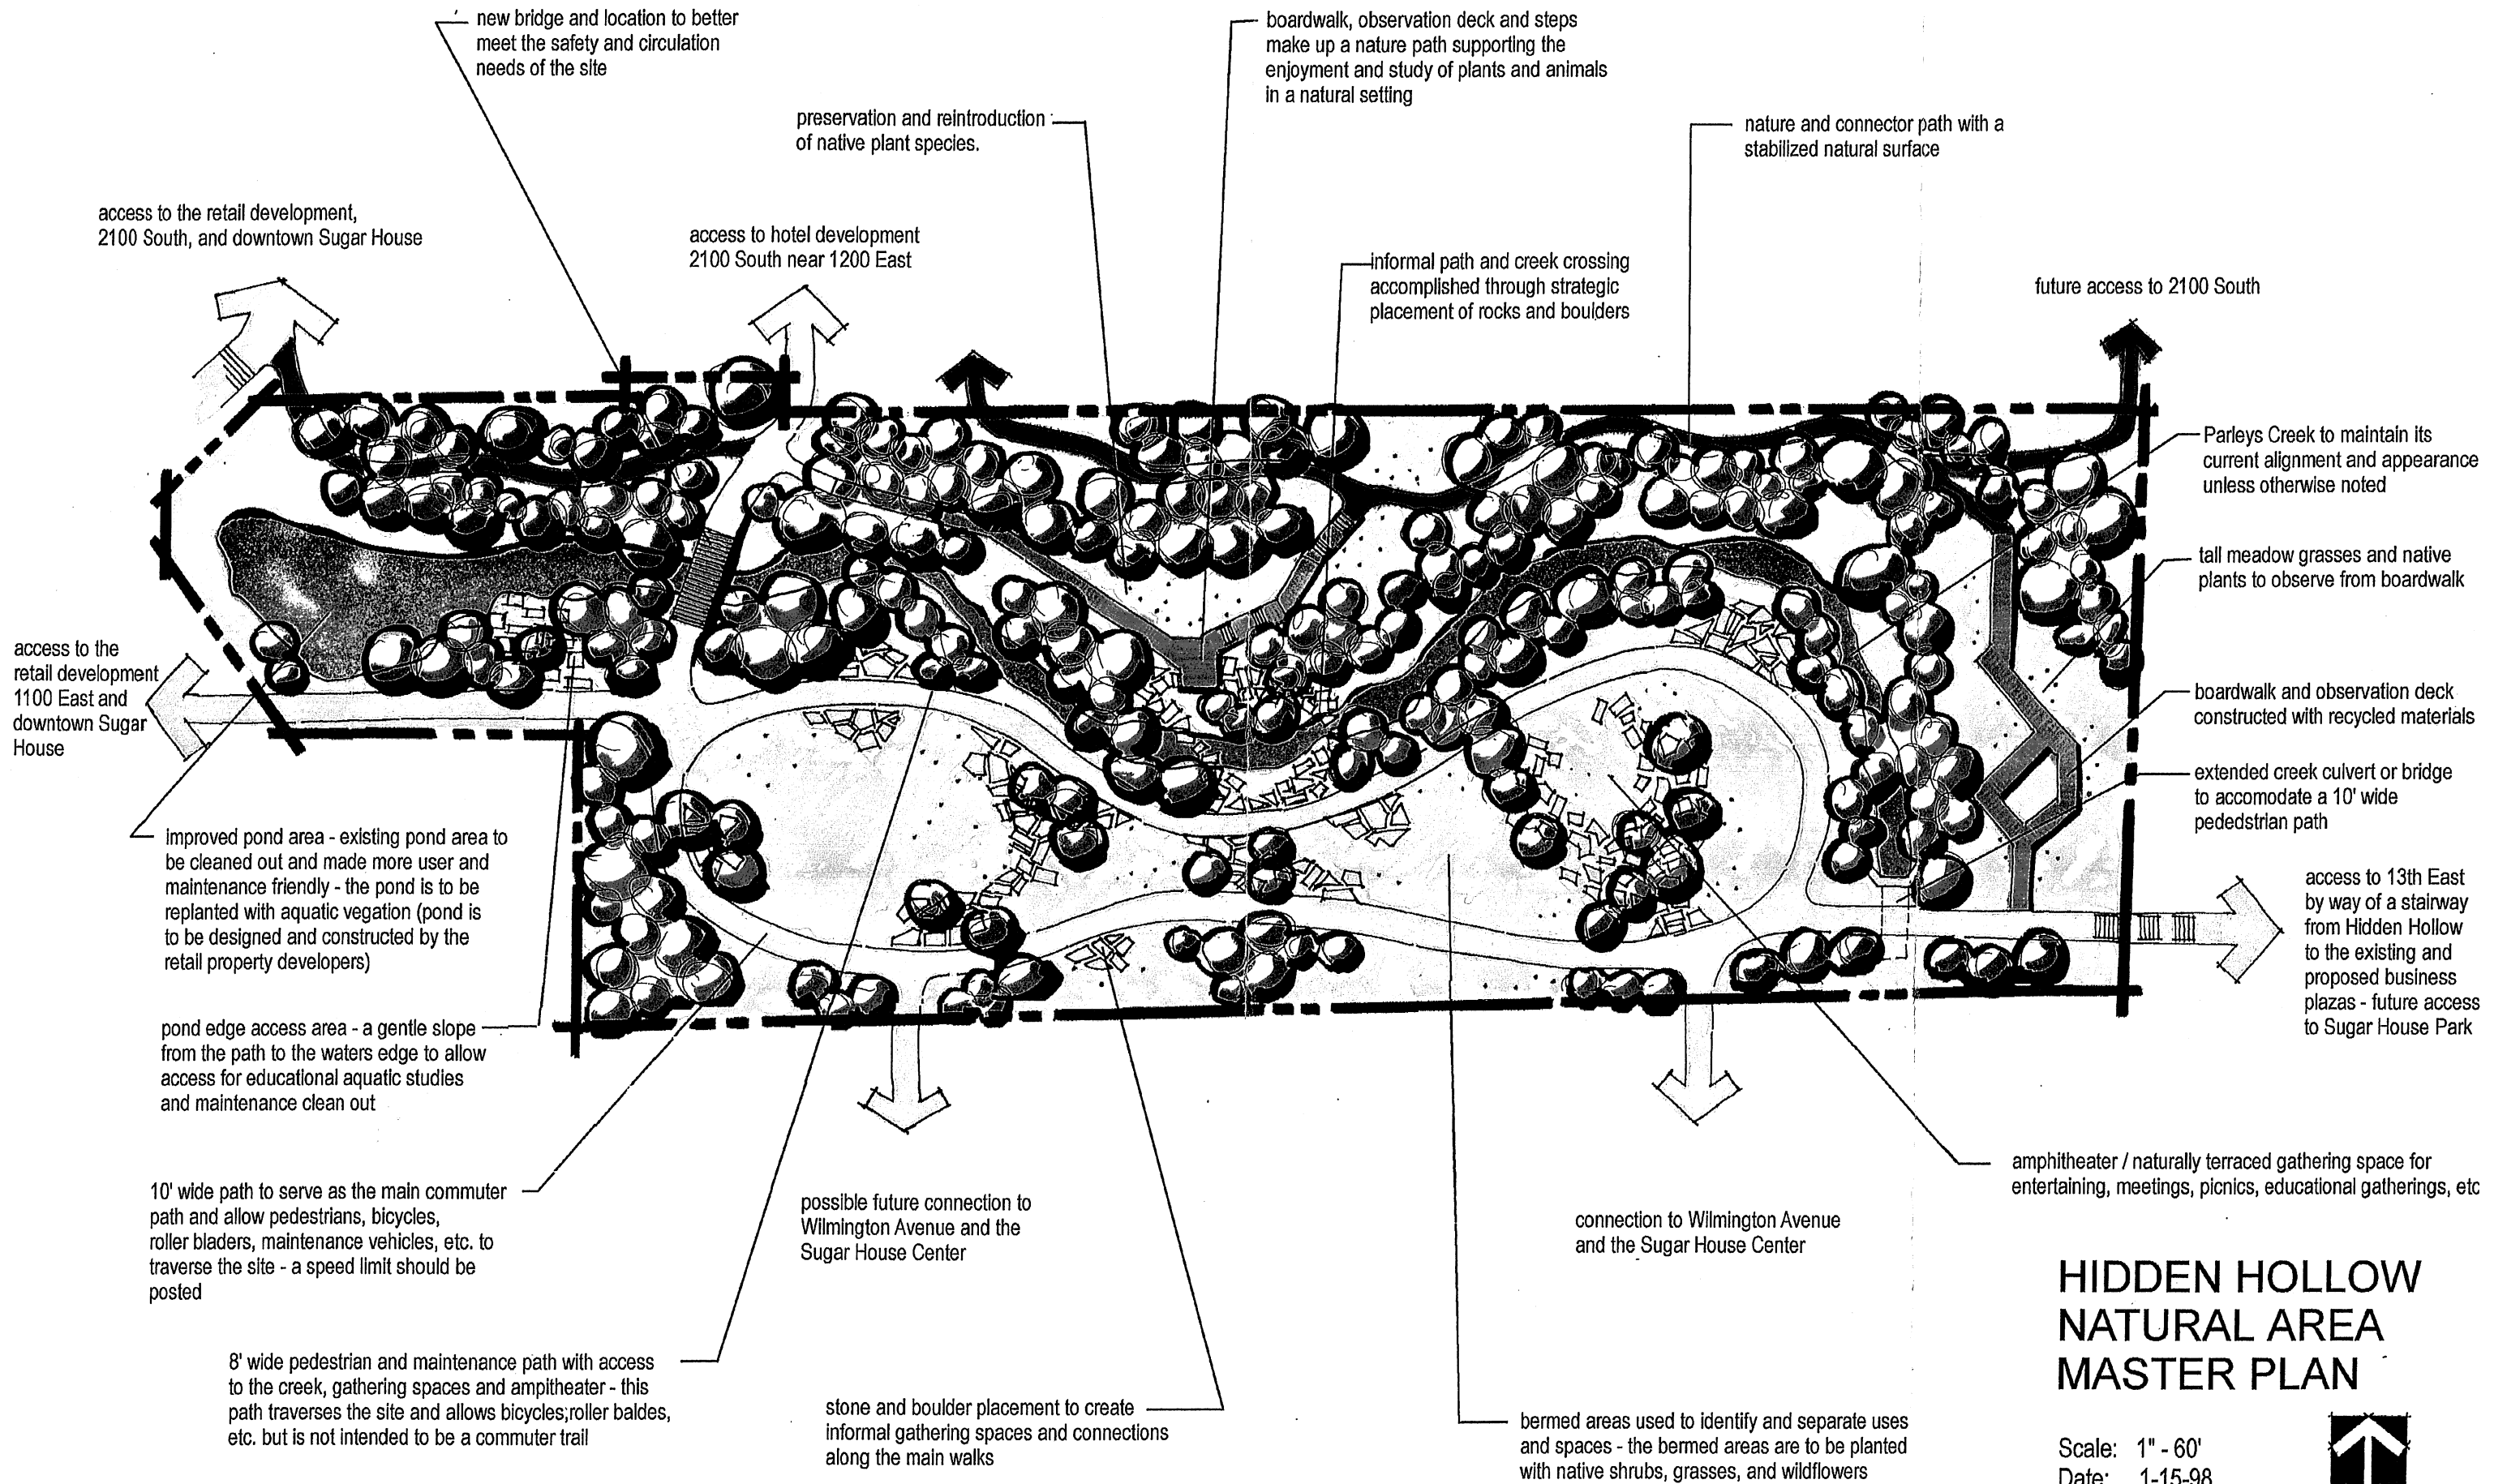 new bridge and location to better
meet the safety and circulation
needs of the site
boardwalk, observation deck and steps
make up a nature path supporting the
enjoyment and study of plants and animals
in a natural setting
preservation and reintroduction
of native plant species.
nature and connector path with a
stabilized natural surface
access to the retail development,
2100 South, and downtown Sugar House
access to hotel development
2100 South near 1200 East
informal path and creek crossing
accomplished through strategic
placement of rocks and boulders
future access to 2100 South
Parleys Creek to maintain its
current alignment and appearance
unless otherwise noted
tall meadow grasses and native
plants to observe from boardwalk
access to the
retail development
1100 East and
downtown Sugar
House
boardwalk and observation deck
constructed with recycled materials
extended creek culvert or bridge
to accomodate a 10' wide
pededstrian path
improved pond area - existing pond area to
be cleaned out and made more user and
maintenance friendly - the pond is to be
replanted with aquatic vegation (pond is
to be designed and constructed by the
retail property developers)
access to 13th East
by way of a stairway
from Hidden Hollow
to the existing and
proposed business
plazas - future access
to Sugar House Park
pond edge access area - a gentle slope
from the path to the waters edge to allow
access for educational aquatic studies
and maintenance clean out
10' wide path to serve as the main commuter
path and allow pedestrians, bicycles,
roller bladers, maintenance vehicles, etc. to
traverse the site - a speed limit should be
posted
possible future connection to
Wilmington Avenue and the
Sugar House Center
connection to Wilmington Avenue
and the Sugar House Center
amphitheater / naturally terraced gathering space for
entertaining, meetings, picnics, educational gatherings, etc
8' wide pedestrian and maintenance path with access
to the creek, gathering spaces and ampitheater - this
path traverses the site and allows bicycles;roller baldes,
etc. but is not intended to be a commuter trail
stone and boulder placement to create
informal gathering spaces and connections
along the main walks
bermed areas used to identify and separate uses
and spaces - the bermed areas are to be planted
with native shrubs, grasses, and wildflowers
HIDDEN HOLLOW
NATURAL AREA
MASTER PLAN
Scale: 1" - 60'
Date: 1-15-98